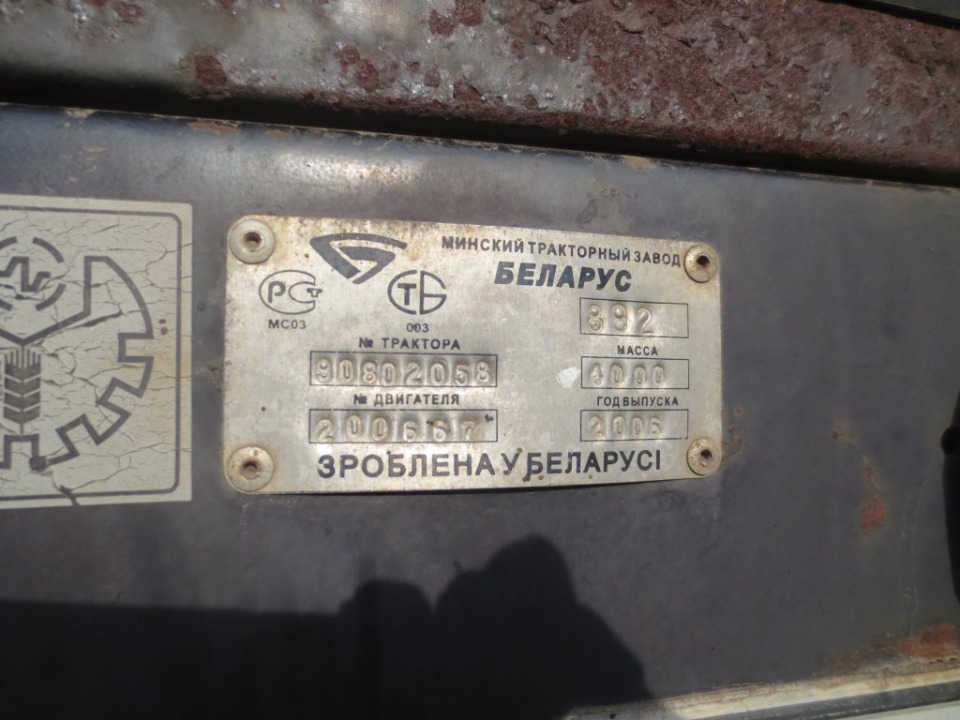 МИНСКИЙ ТРАКТОРНЫЙ ЗАВОД
БЕЛАРУС
МС03
003
892
№ ТРАКТОРА
90802058
МАССА
4000
№ ДВИГАТЕЛЯ
200667
ГОД ВЫПУСКА
2006
ЗРОБЛЕНА У БЕЛАРУСІ